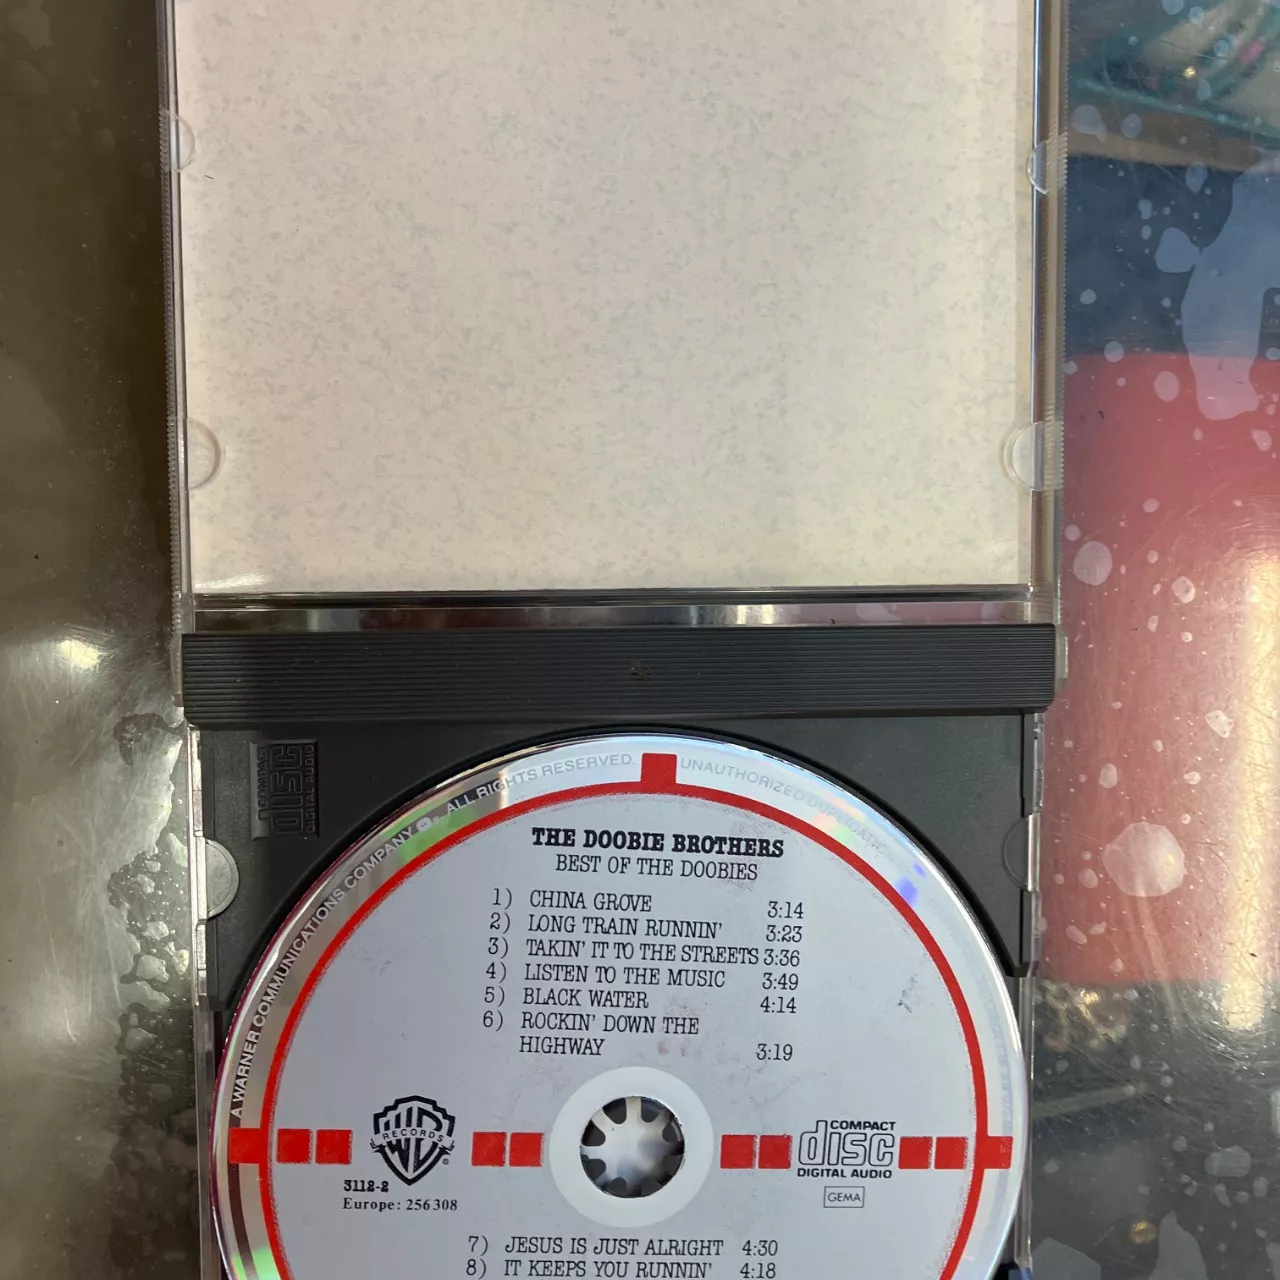 COMPACT
disc
DIGITAL AUDIO
A WARNER COMMUNICATIONS COMPANY ALL RIGHTS RESERVED.
UNAUTHORIZED DUPLICATION
THE DOOBIE BROTHERS
BEST OF THE DOOBIES
1) CHINA GROVE 3:14
2) LONG TRAIN RUNNIN' 3:23
3) TAKIN' IT TO THE STREETS 3:36
4) LISTEN TO THE MUSIC 3:49
5) BLACK WATER 4:14
6) ROCKIN' DOWN THE
HIGHWAY 3:19
WB
RECORDS
®
3112-2
Europe: 256 308
COMPACT
disc
DIGITAL AUDIO
GEMA
7) JESUS IS JUST ALRIGHT 4:30
8) IT KEEPS YOU RUNNIN' 4:18